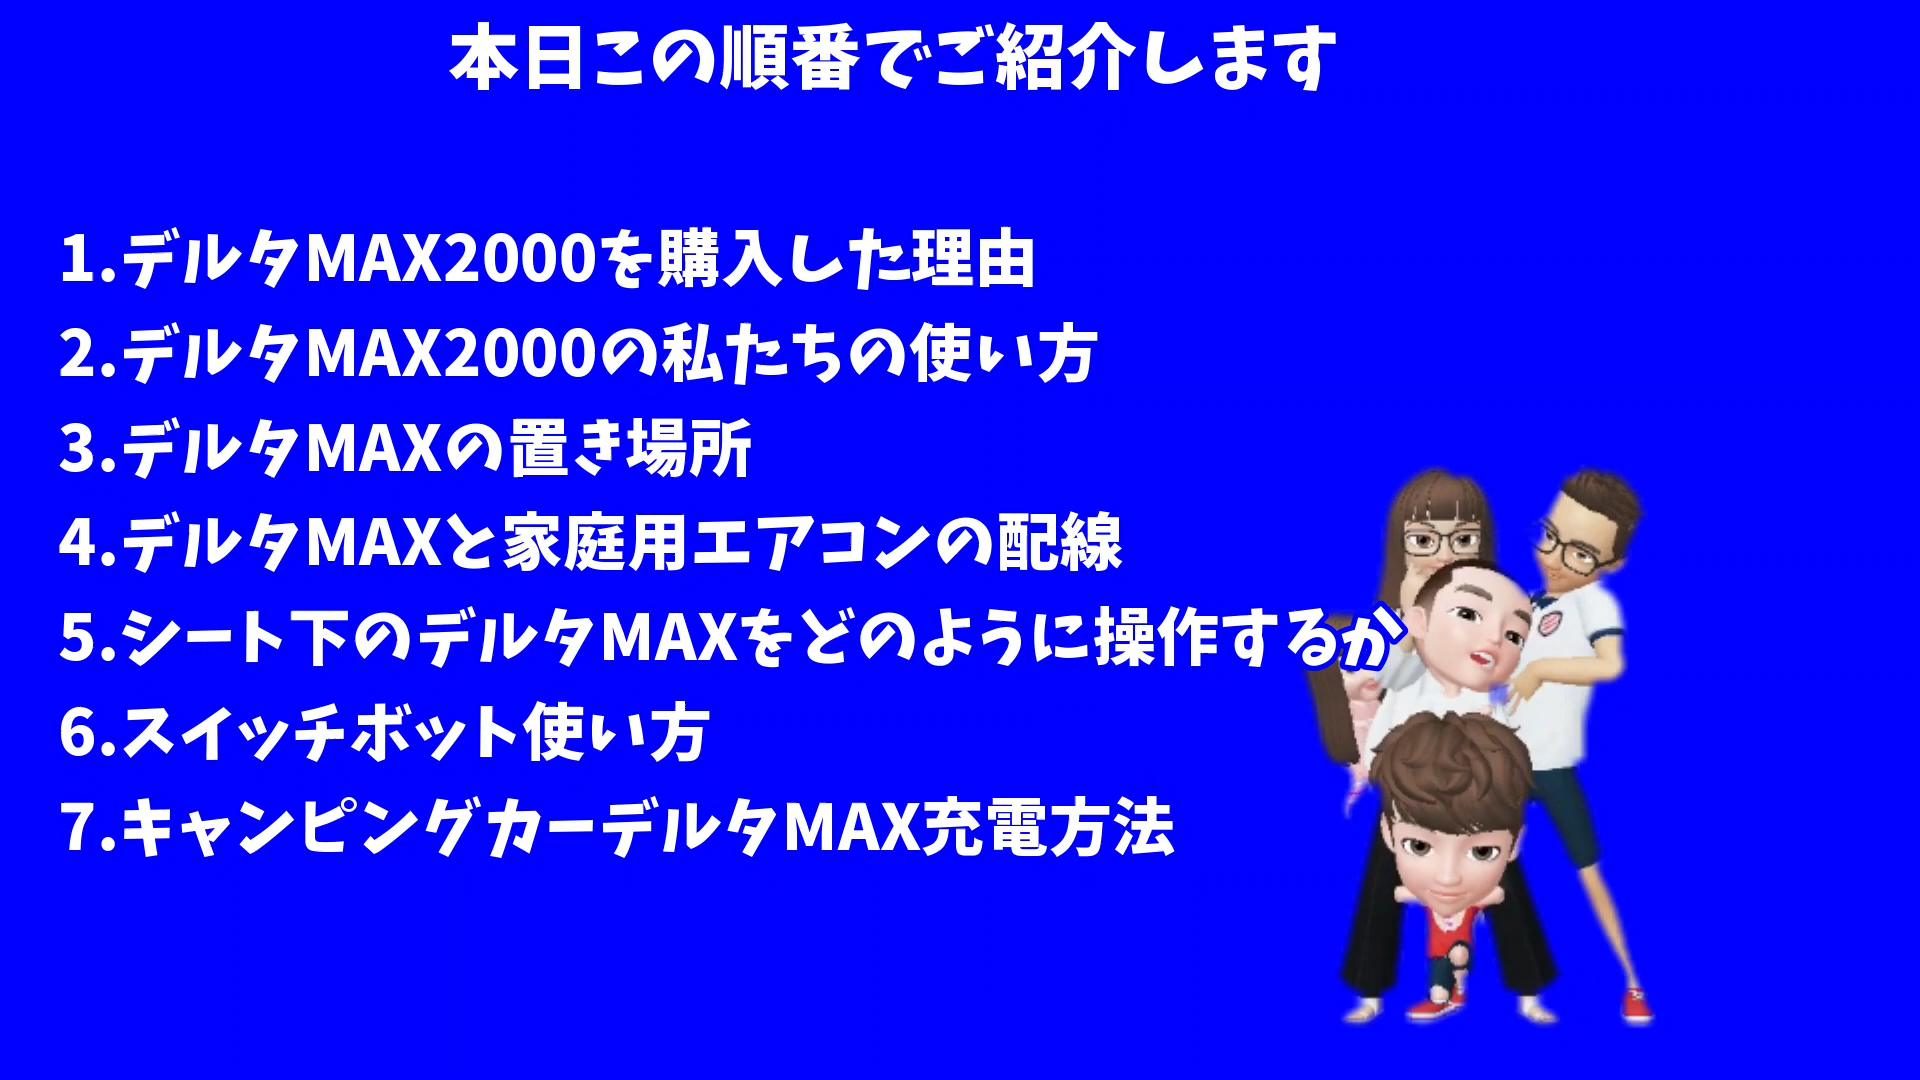 本日この順番でご紹介します
1.デルタMAX2000を購入した理由
2.デルタMAX2000の私たちの使い方
3.デルタMAXの置き場所
4.デルタMAXと家庭用エアコンの配線
5.シート下のデルタMAXをどのように操作するか
6.スイッチボット使い方
7.キャンピングカーデルタMAX充電方法